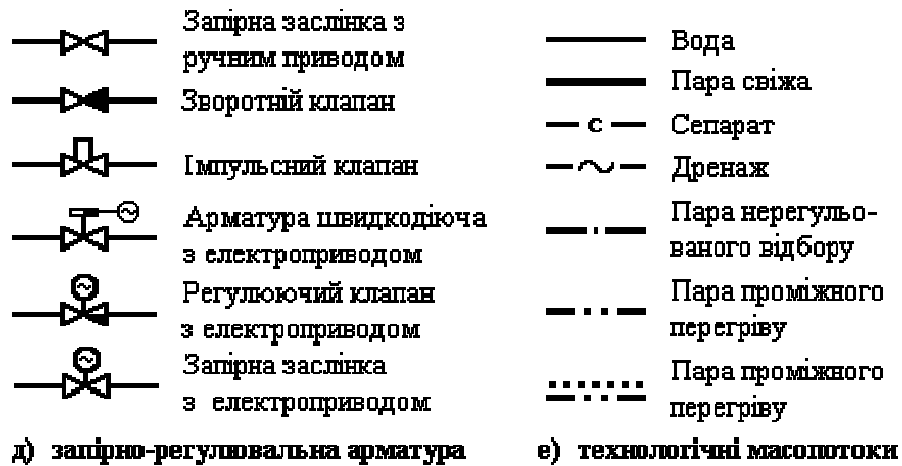 Запірна заслінка з
ручним приводом
Зворотній клапан
Імпульсний клапан
Арматура швидкодіюча
з електроприводом
Регулюючий клапан
з електроприводом
Запірна заслінка
з електроприводом
д) запірно-регулювальна арматура
Вода
Пара свіжа
с Сепарат
Дренаж
Пара нерегульо-
ваного відбору
Пара проміжного
перегріву
Пара проміжного
перегріву
е) технологічні масопотоки